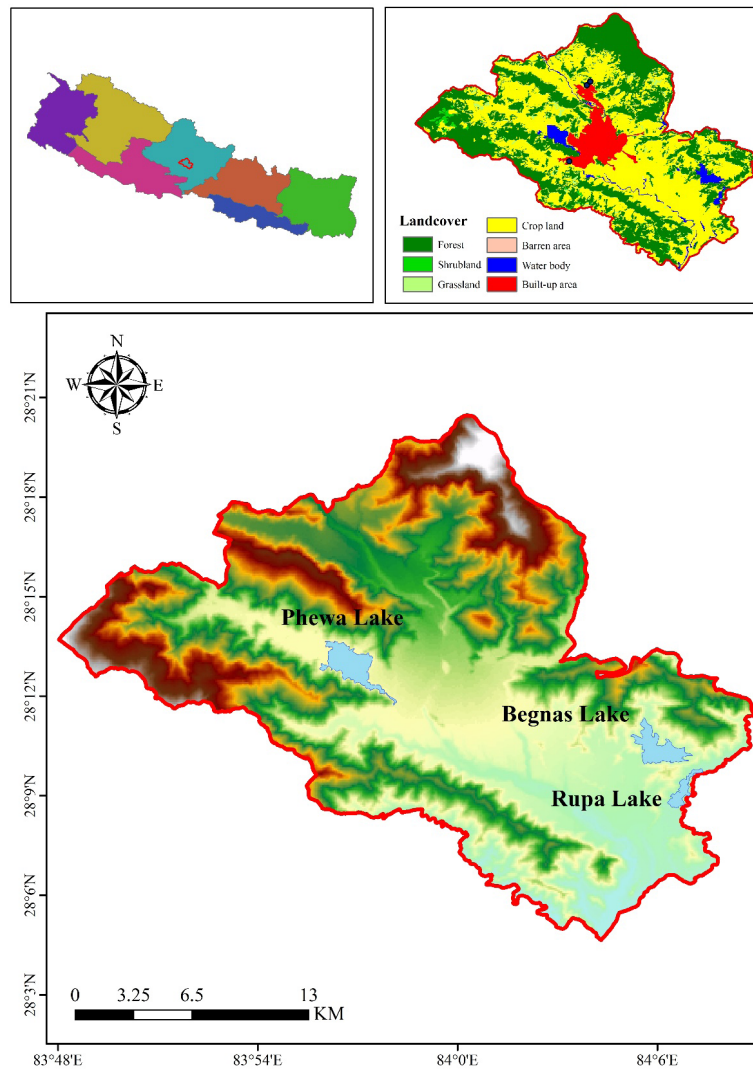 Landcover
Forest
Shrubland
Grassland
Crop land
Barren area
Water body
Built-up area
N
W E
S
28°21'N
28°18'N
28°15'N
28°12'N
28°9'N
28°6'N
28°3'N
Phewa Lake
Begnas Lake
Rupa Lake
0 3.25 6.5 13
KM
83°48'E 83°54'E 84°0'E 84°6'E